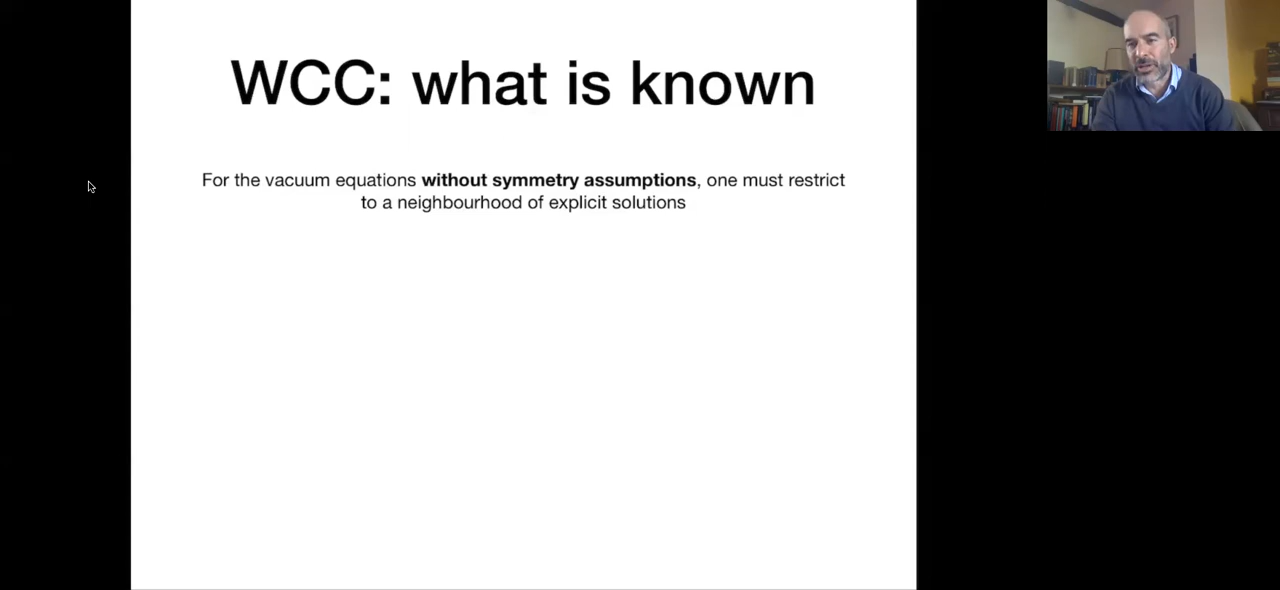 WCC: what is known
For the vacuum equations without symmetry assumptions, one must restrict
to a neighbourhood of explicit solutions